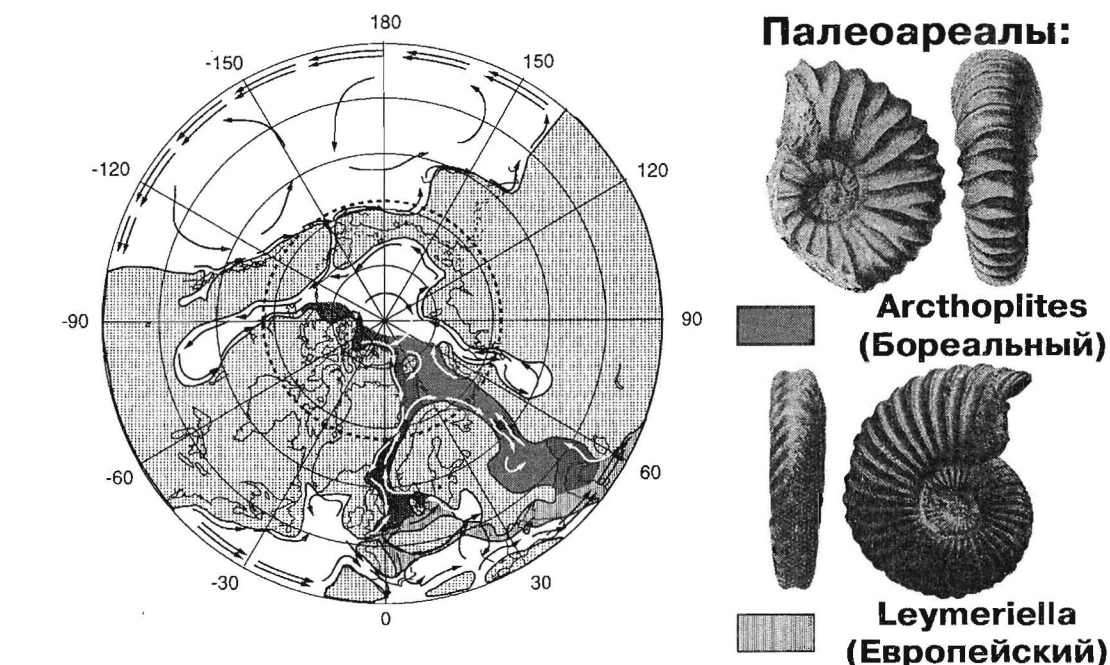 180
-150
150
-120
120
-90
90
-60
60
-30
30
0
Палеоареалы:
Arcthoplites
(Бореальный)
Leymeriella
(Европейский)